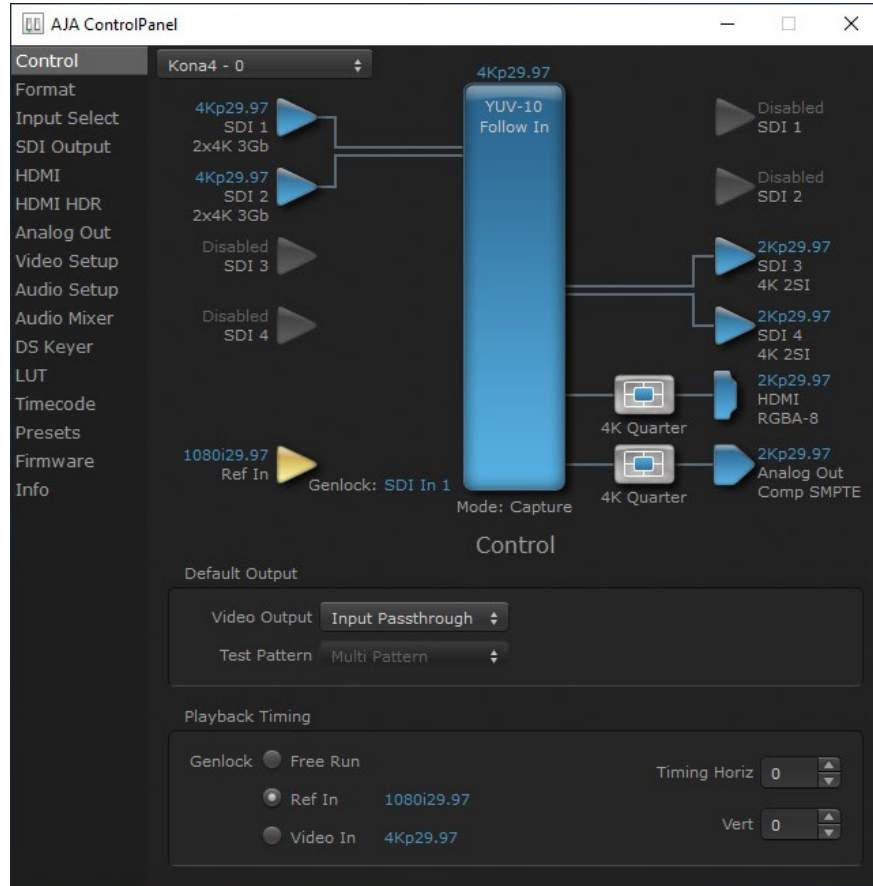 AJA ControlPanel
Control
Format
Input Select
SDI Output
HDMI
HDMI HDR
Analog Out
Video Setup
Audio Setup
Audio Mixer
DS Keyer
LUT
Timecode
Presets
Firmware
Info
Kona4 - 0
4Kp29.97
SDI 1
2x4K 3Gb
4Kp29.97
SDI 2
2x4K 3Gb
Disabled
SDI 3
Disabled
SDI 4
1080i29.97
Ref In
Genlock: SDI In 1
4Kp29.97
YUV-10
Follow In
Mode: Capture
Disabled
SDI 1
Disabled
SDI 2
2Kp29.97
SDI 3
4K 2SI
2Kp29.97
SDI 4
4K 2SI
4K Quarter
2Kp29.97
HDMI
RGBA-8
4K Quarter
2Kp29.97
Analog Out
Comp SMPTE
Control
Default Output
Video Output Input Passthrough
Test Pattern Multi Pattern
Playback Timing
Genlock Free Run
Ref In 1080i29.97
Video In 4Kp29.97
Timing Horiz 0
Vert 0